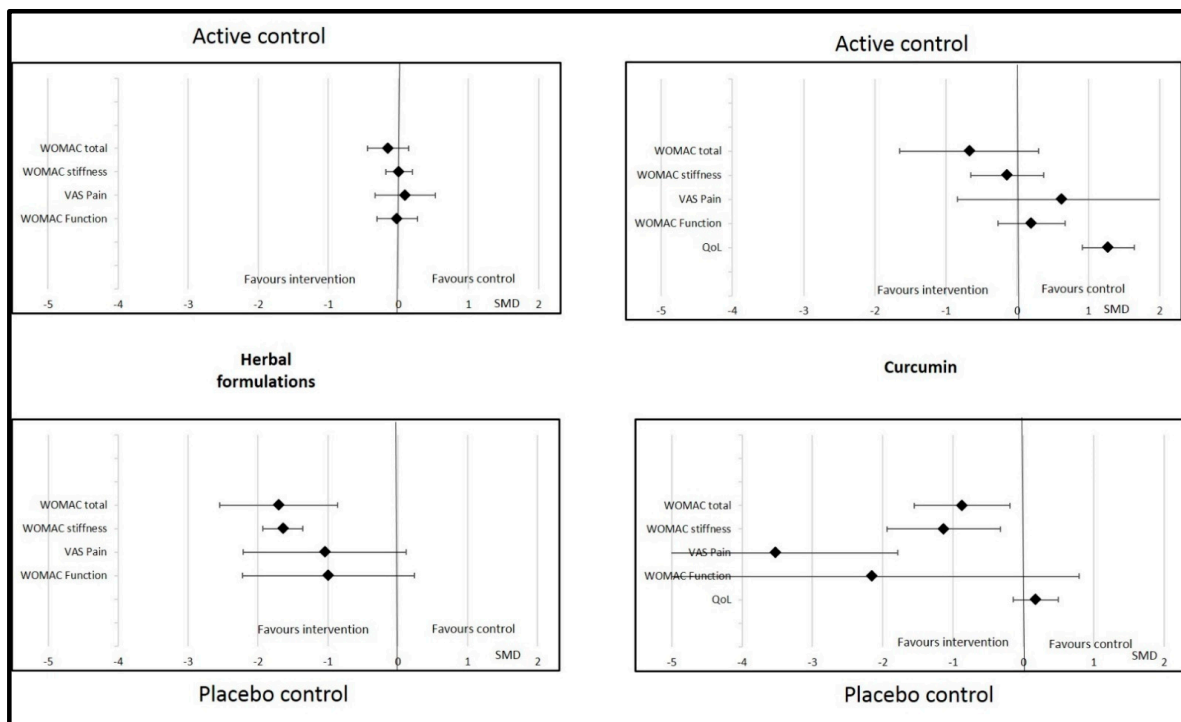 Active control
WOMAC total
WOMAC stiffness
VAS Pain
WOMAC Function
Favours intervention
Favours control
-5 -4 -3 -2 -1 0 1 SMD 2
Active control
WOMAC total
WOMAC stiffness
VAS Pain
WOMAC Function
QoL
Favours intervention
Favours control
-5 -4 -3 -2 -1 0 1 SMD 2
Herbal
formulations
Curcumin
WOMAC total
WOMAC stiffness
VAS Pain
WOMAC Function
Favours intervention
Favours control
SMD
-5 -4 -3 -2 -1 0 1 2
Placebo control
WOMAC total
WOMAC stiffness
VAS Pain
WOMAC Function
QoL
Favours intervention
Favours control
-5 -4 -3 -2 -1 0 1 SMD 2
Placebo control